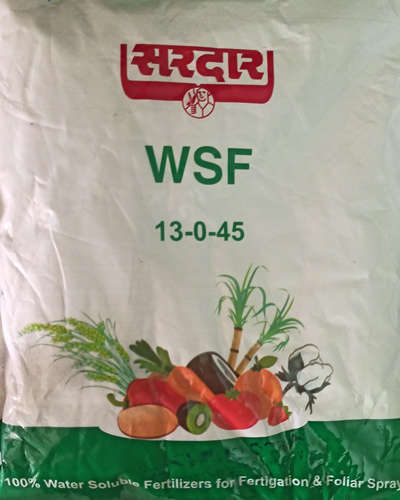 सरदार
WSF
13-0-45
100% Water Soluble Fertilizers for Fertigation & Foliar Spray